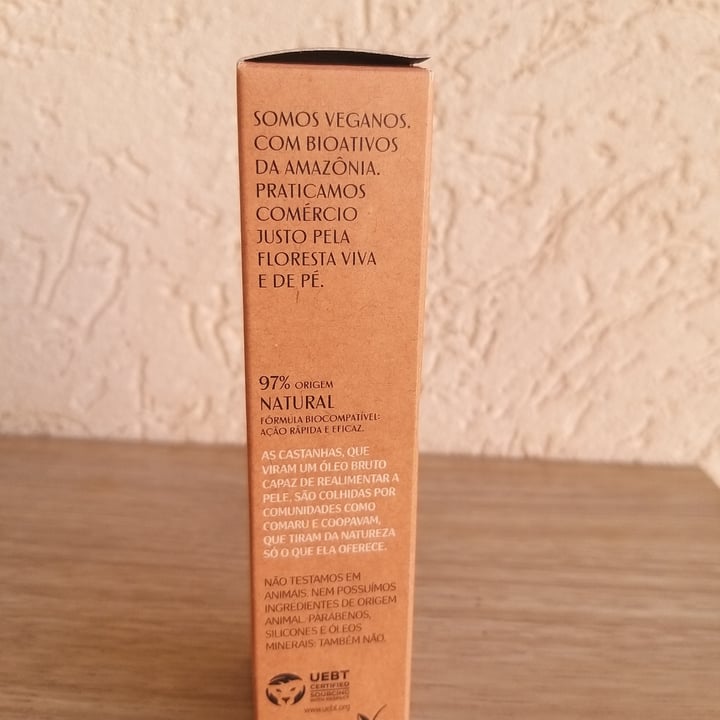 SOMOS VEGANOS.
COM BIOATIVOS
DA AMAZÔNIA.
PRATICAMOS
COMÉRCIO
JUSTO PELA
FLORESTA VIVA
E DE PÉ.
97% ORIGEM
NATURAL
FÓRMULA BIOCOMPATÍVEL:
AÇÃO RÁPIDA E EFICAZ.
AS CASTANHAS, QUE
VIRAM UM ÓLEO BRUTO
CAPAZ DE REALIMENTAR A
PELE, SÃO COLHIDAS POR
COMUNIDADES COMO
COMARU E COOPAVAM,
QUE TIRAM DA NATUREZA
SÓ O QUE ELA OFERECE.
NÃO TESTAMOS EM
ANIMAIS. NEM POSSUÍMOS
INGREDIENTES DE ORIGEM
ANIMAL. PARABENOS,
SILICONES E ÓLEOS
MINERAIS: TAMBÉM NÃO.
UEBT
CERTIFIED
SOURCING
WITH RESPECT
www.uebt.org